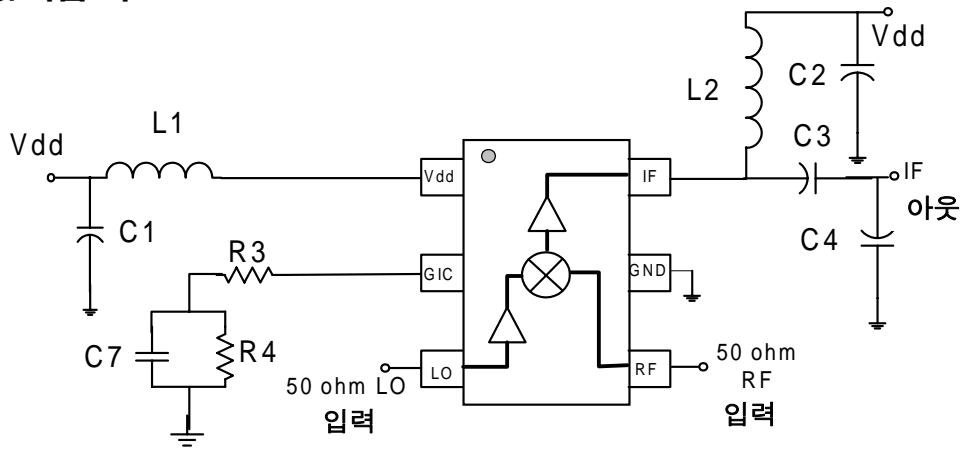 Vdd
L2
C2
L1
C3
Vdd
Vdd
IF
IF
아웃
C1
C4
R3
GIC
GND
C7
R4
LO
RF
50 ohm LO
입력
50 ohm
RF
입력